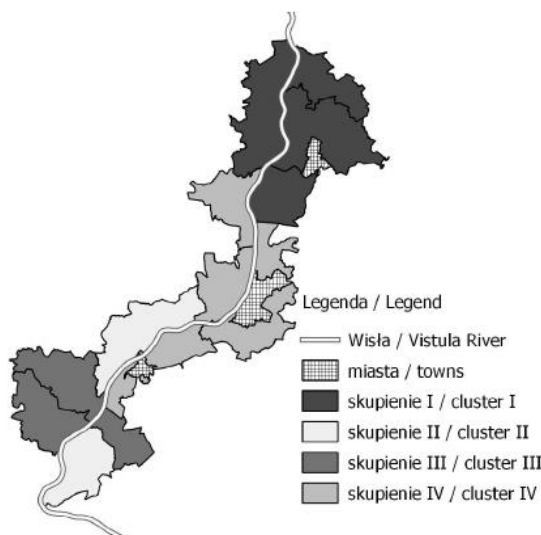 Legenda / Legend
Wisła / Vistula River
miasta / towns
skupienie I / cluster I
skupienie II / cluster II
skupienie III / cluster III
skupienie IV / cluster IV